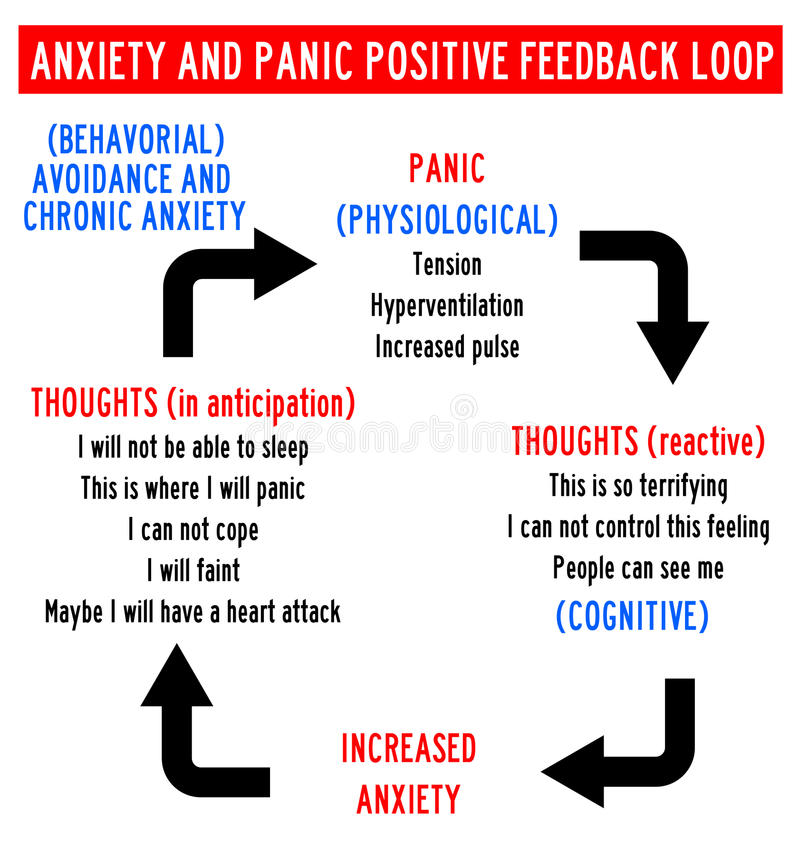 ANXIETY AND PANIC POSITIVE FEEDBACK LOOP
(BEHAVORIAL)
AVOIDANCE AND
CHRONIC ANXIETY
PANIC
(PHYSIOLOGICAL)
Tension
Hyperventilation
Increased pulse
THOUGHTS (reactive)
This is so terrifying
I can not control this feeling
People can see me
(COGNITIVE)
INCREASED
ANXIETY
THOUGHTS (in anticipation)
I will not be able to sleep
This is where I will panic
I can not cope
I will faint
Maybe I will have a heart attack
dreamstime